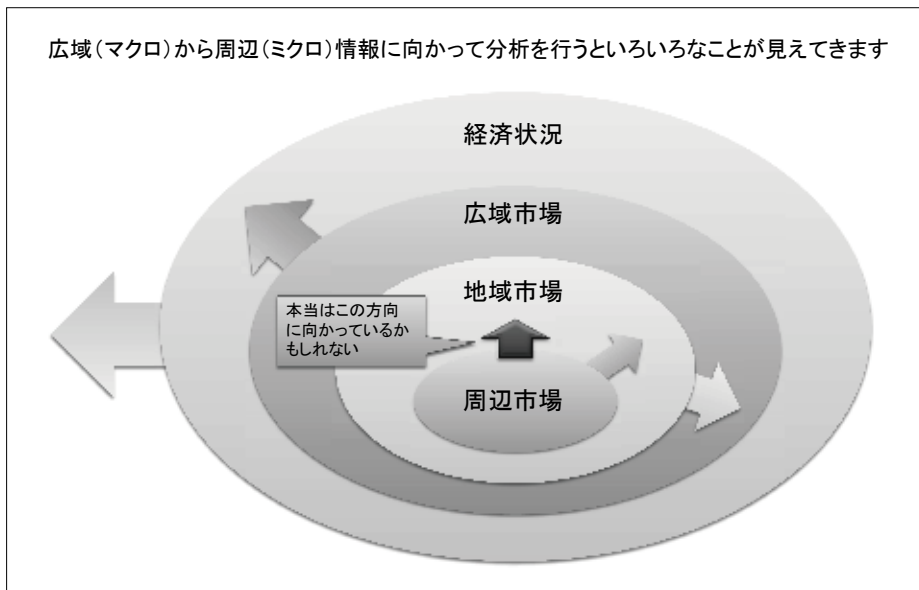 広域（マクロ）から周辺（ミクロ）情報に向かって分析を行うといろいろなことが見えてきます
経済状況
広域市場
地域市場
本当はこの方向
に向かっているか
もしれない
周辺市場